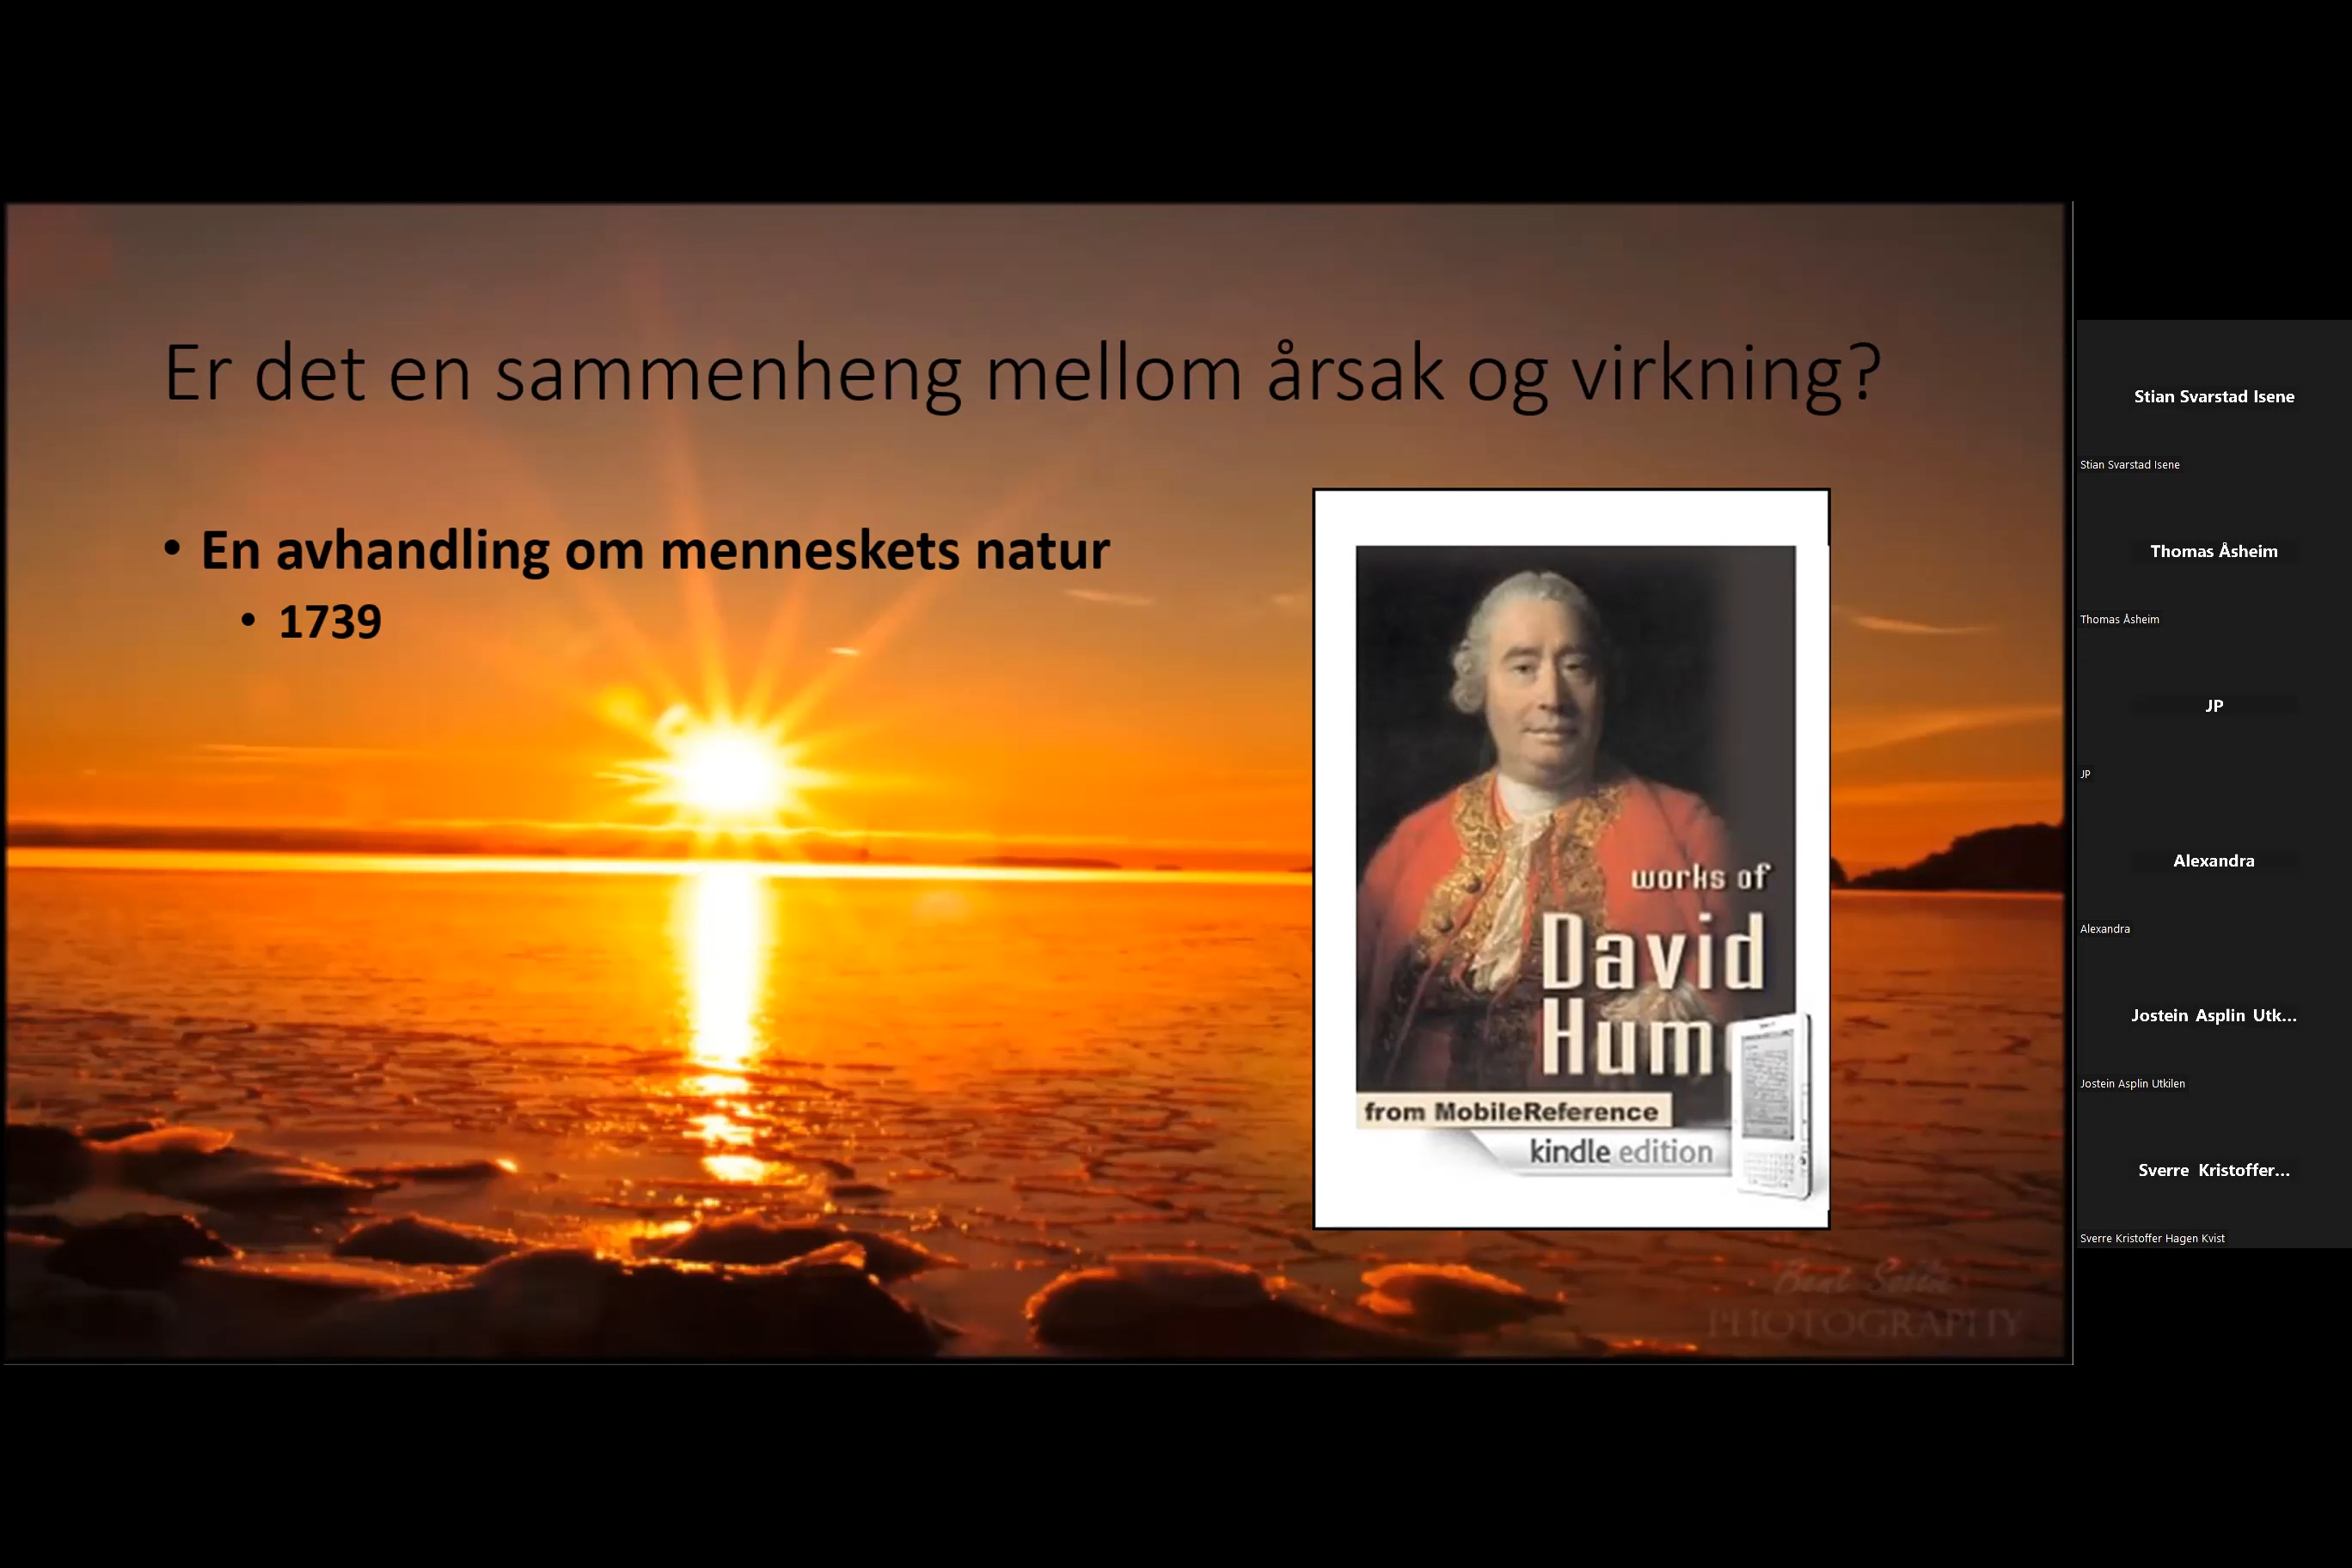 Er det en sammenheng mellom årsak og virkning?
• En avhandling om menneskets natur
• 1739
works of
David
Hum
from MobileReference
kindle edition
PHOTOGRAPHY
Stian Svarstad Isene
Stian Svarstad Isene
Thomas Åsheim
Thomas Åsheim
JP
JP
Alexandra
Alexandra
Jostein Asplin Utk...
Jostein Asplin Utkilen
Sverre Kristoffer...
Sverre Kristoffer Hagen Kvist